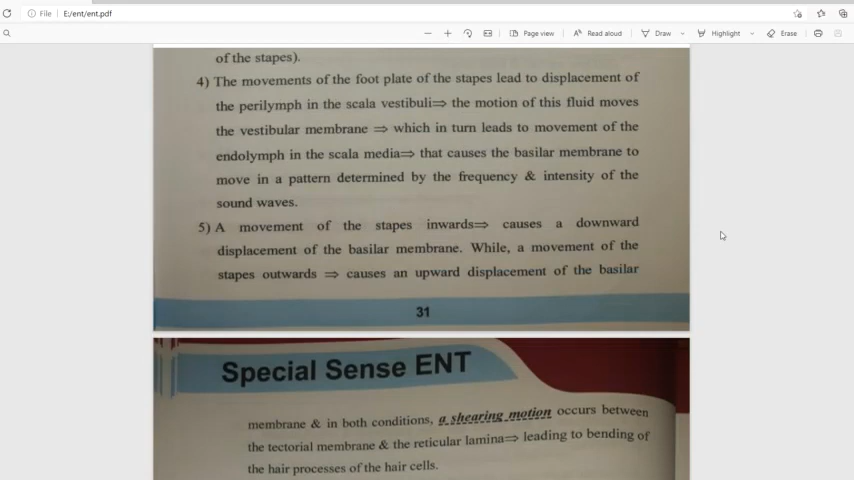 File E:/ent/ent.pdf
Page view Read aloud Draw Highlight Erase
of the stapes).
4) The movements of the foot plate of the stapes lead to displacement of
the perilymph in the scala vestibuli⇒ the motion of this fluid moves
the vestibular membrane ⇒ which in turn leads to movement of the
endolymph in the scala media⇒ that causes the basilar membrane to
move in a pattern determined by the frequency & intensity of the
sound waves.
5) A movement of the stapes inwards⇒ causes a downward
displacement of the basilar membrane. While, a movement of the
stapes outwards ⇒ causes an upward displacement of the basilar
31
Special Sense ENT
membrane & in both conditions, a shearing motion occurs between
the tectorial membrane & the reticular lamina⇒ leading to bending of
the hair processes of the hair cells.